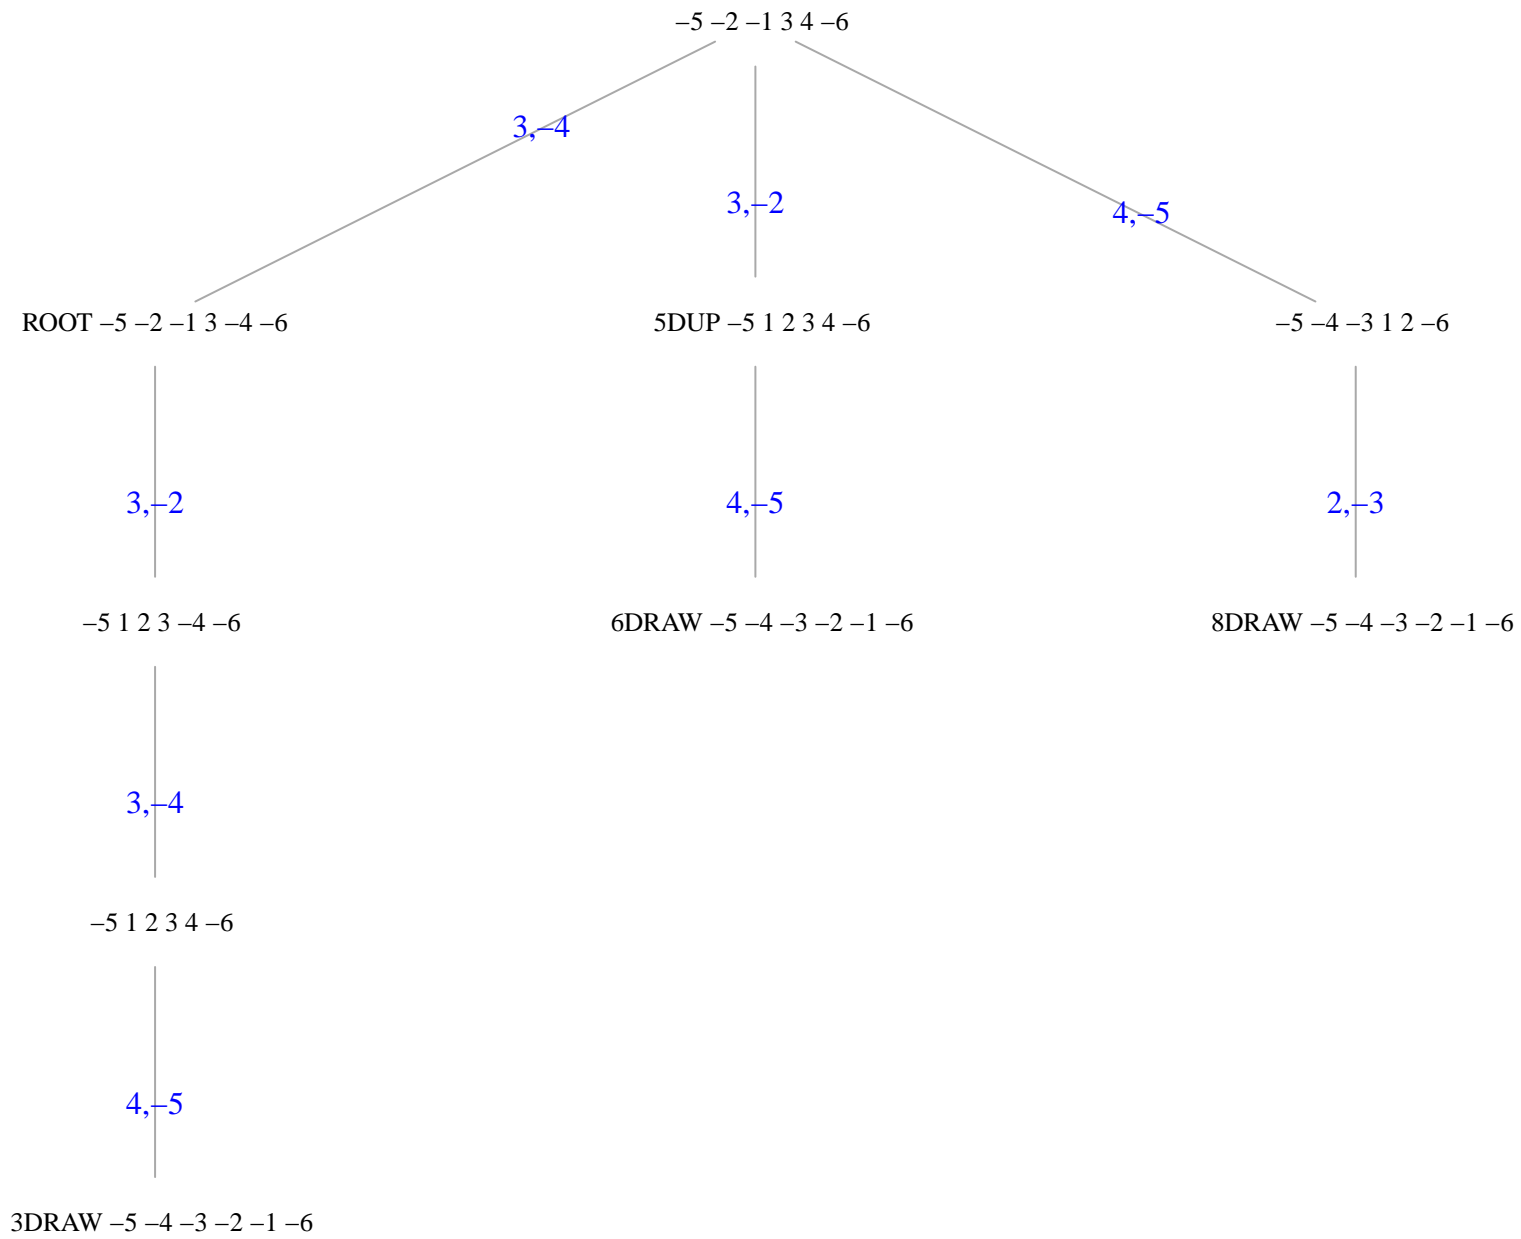 –5 –2 –1 3 4 –6
3,–4
3,–2
4,–5
ROOT –5 –2 –1 3 –4 –6
5DUP –5 1 2 3 4 –6
–5 –4 –3 1 2 –6
3,–2
4,–5
2,–3
–5 1 2 3 –4 –6
6DRAW –5 –4 –3 –2 –1 –6
8DRAW –5 –4 –3 –2 –1 –6
3,–4
–5 1 2 3 4 –6
4,–5
3DRAW –5 –4 –3 –2 –1 –6